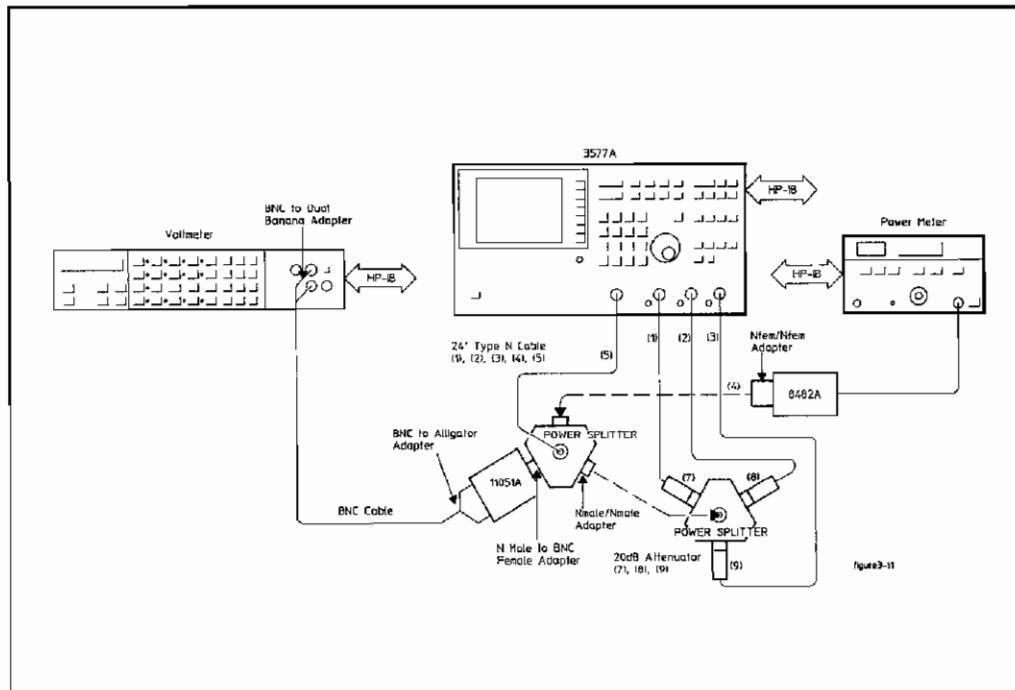 3577A
HP-IB
BNC to Dual
Banana Adapter
Voltmeter
Power Meter
HP-IB
HP-IB
24" Type N Cable
(1), (2), (3), (4), (5)
(5)
(1)
(2)
(3)
Nfem/Nfem
Adapter
(4)
8482A
POWER SPLITTER
BNC to Alligator
Adapter
11051A
(7)
(8)
Nmale/Nmale
Adapter
BNC Cable
POWER SPLITTER
N Male to BNC
Female Adapter
20dB Attenuator
(7), (8), (9)
(9)
figure3-11